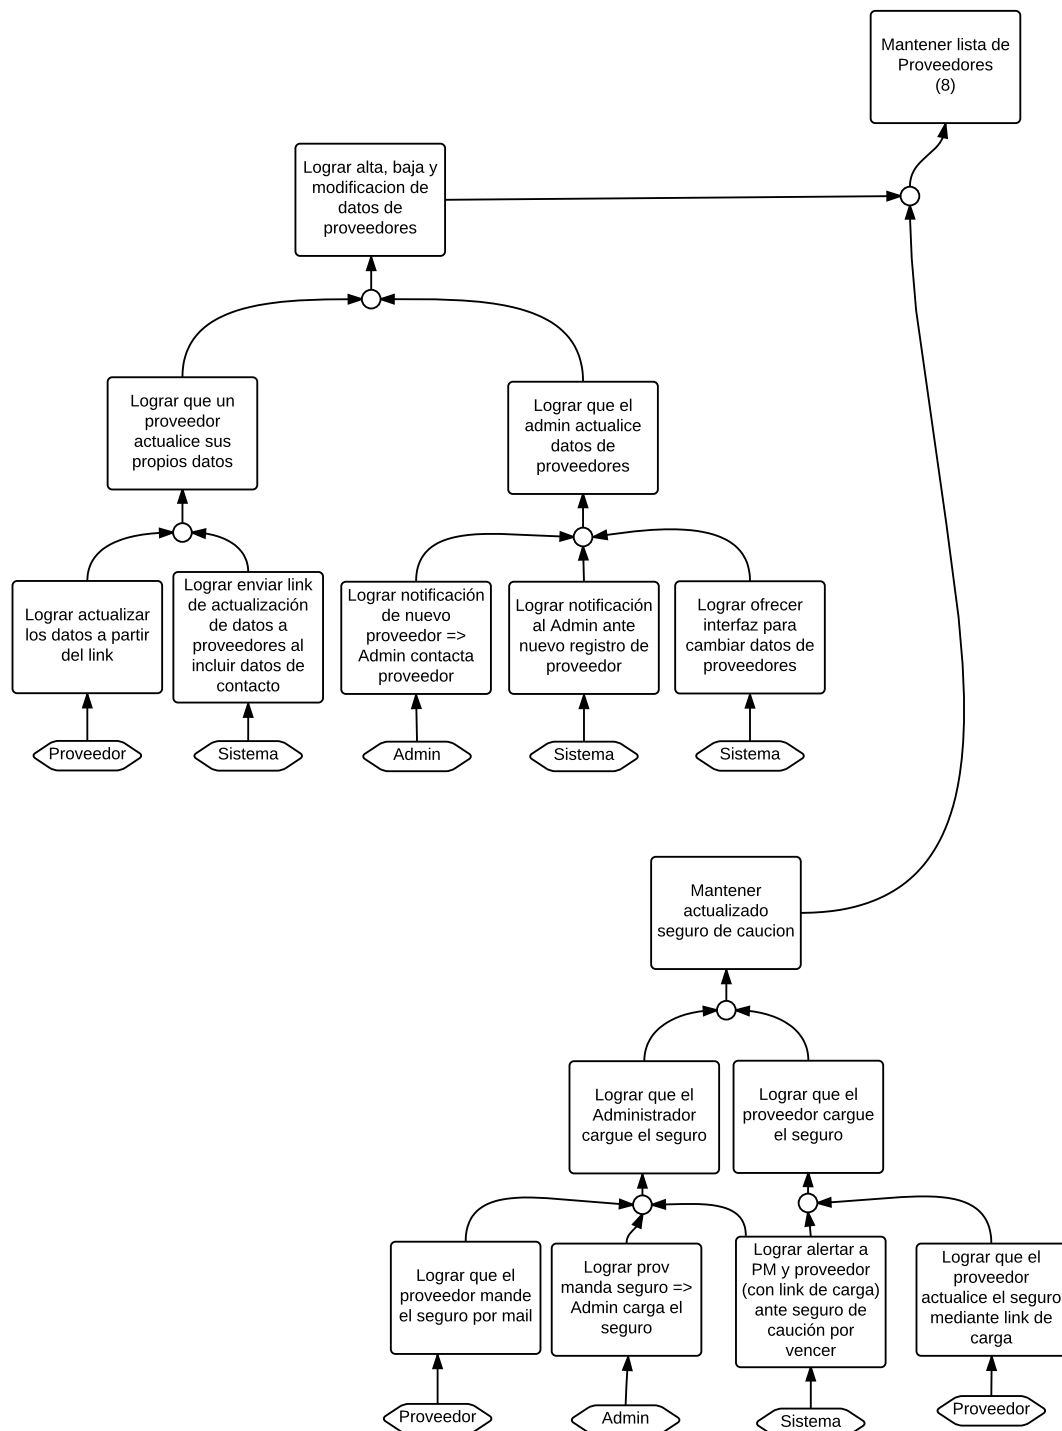 Mantener lista de
Proveedores
(8)
Lograr alta, baja y
modificacion de
datos de
proveedores
Lograr que un
proveedor
actualice sus
propios datos
Lograr que el
admin actualice
datos de
proveedores
Lograr actualizar
los datos a partir
del link
Lograr enviar link
de actualización
de datos a
proveedores al
incluir datos de
contacto
Lograr notificación
de nuevo
proveedor =>
Admin contacta
proveedor
Lograr notificación
al Admin ante
nuevo registro de
proveedor
Lograr ofrecer
interfaz para
cambiar datos de
proveedores
Proveedor
Sistema
Admin
Sistema
Sistema
Mantener
actualizado
seguro de caucion
Lograr que el
Administrador
cargue el seguro
Lograr que el
proveedor cargue
el seguro
Lograr que el
proveedor mande
el seguro por mail
Lograr prov
manda seguro =>
Admin carga el
seguro
Lograr alertar a
PM y proveedor
(con link de carga)
ante seguro de
caución por
vencer
Lograr que el
proveedor
actualice el seguro
mediante link de
carga
Proveedor
Admin
Sistema
Proveedor